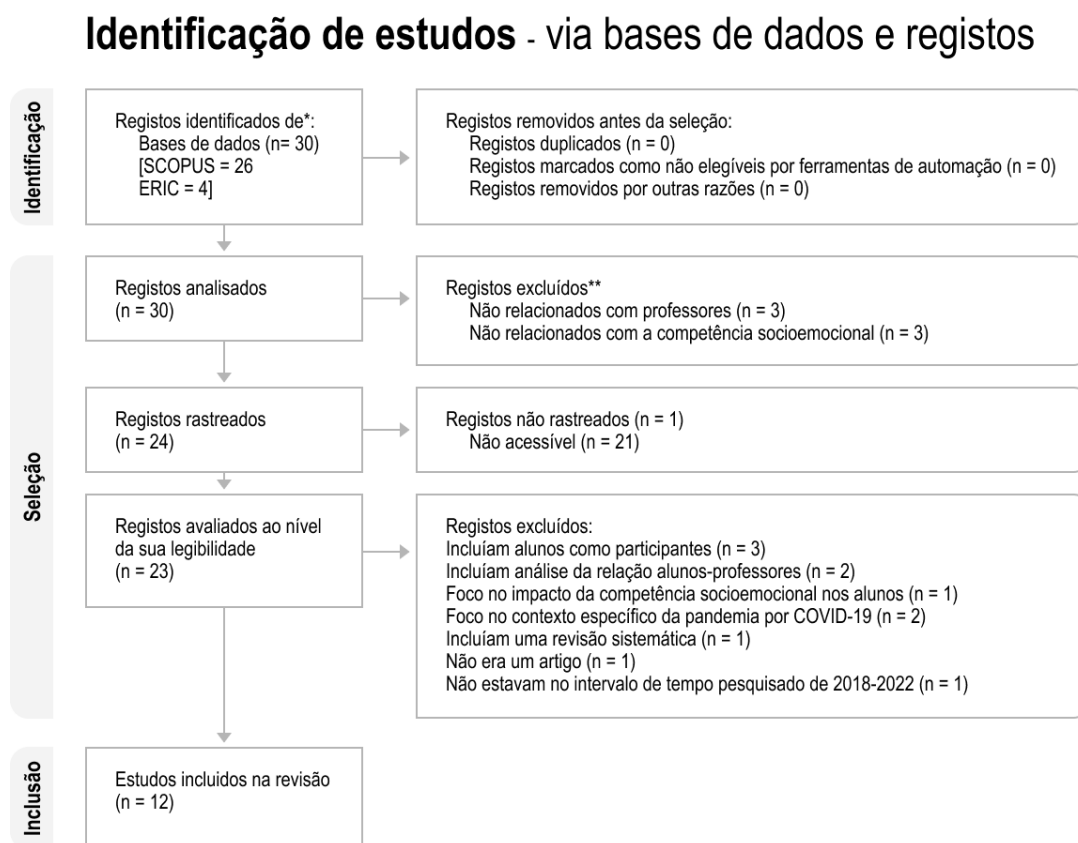 Identificação de estudos - via bases de dados e registos
Identificação
Registos identificados de*:
Bases de dados (n= 30)
[SCOPUS = 26
ERIC = 4]
Registos removidos antes da seleção:
Registos duplicados (n = 0)
Registos marcados como não elegíveis por ferramentas de automação (n = 0)
Registos removidos por outras razões (n = 0)
Seleção
Registos analisados
(n = 30)
Registos excluídos**
Não relacionados com professores (n = 3)
Não relacionados com a competência socioemocional (n = 3)
Registos rastreados
(n = 24)
Registos não rastreados (n = 1)
Não acessível (n = 21)
Registos avaliados ao nível
da sua legibilidade
(n = 23)
Registos excluídos:
Incluíam alunos como participantes (n = 3)
Incluíam análise da relação alunos-professores (n = 2)
Foco no impacto da competência socioemocional nos alunos (n = 1)
Foco no contexto específico da pandemia por COVID-19 (n = 2)
Incluíam uma revisão sistemática (n = 1)
Não era um artigo (n = 1)
Não estavam no intervalo de tempo pesquisado de 2018-2022 (n = 1)
Inclusão
Estudos incluidos na revisão
(n = 12)